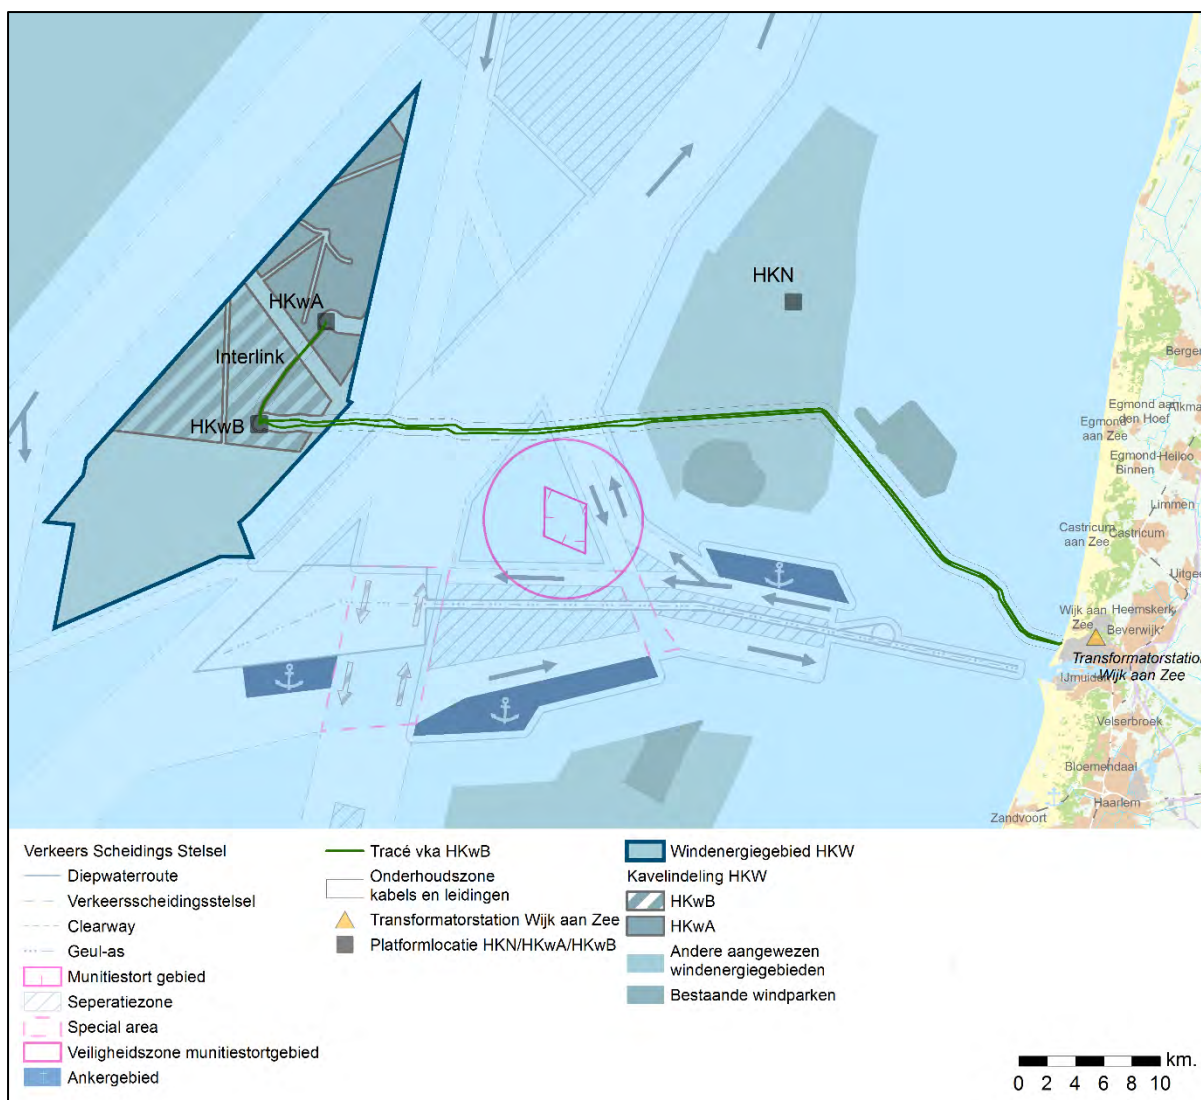 HKN
HKwA
Interlink
HKwB
Bergen
Egmond aan
den Hoef
Alkma
Egmond
aan Zee
Egmond-
Binnen
Heiloo
Limmen
Castricum
aan Zee
Castricum
Uitgee
Wijk aan
Zee
Heemskerk
Beverwijk
Transformatorstation
Wijk aan Zee
IJmuiden
Velserbroek
Bloemendaal
Haarlem
Zandvoort
Verkeers Scheidings Stelsel
Diepwaterroute
Verkeersscheidingsstelsel
Clearway
Geul-as
Munitiestort gebied
Seperatiezone
Special area
Veiligheidszone munitiestortgebied
Ankergebied
Tracé vka HKwB
Onderhoudszone
kabels en leidingen
Transformatorstation Wijk aan Zee
Platformlocatie HKN/HKwA/HKwB
Windenergiegebied HKW
Kavelindeling HKW
HKwB
HKwA
Andere aangewezen
windenergiegebieden
Bestaande windparken
km.
0 2 4 6 8 10